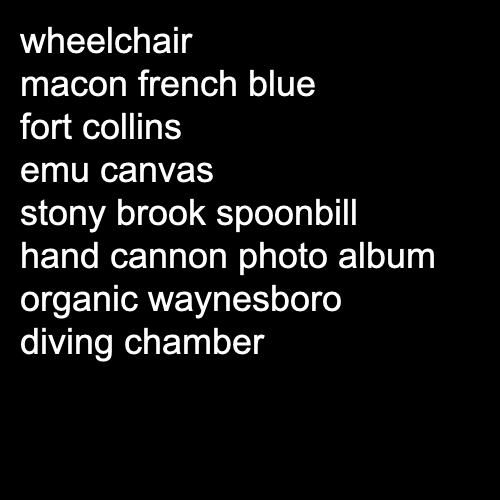 wheelchair
macon french blue
fort collins
emu canvas
stony brook spoonbill
hand cannon photo album
organic waynesboro
diving chamber